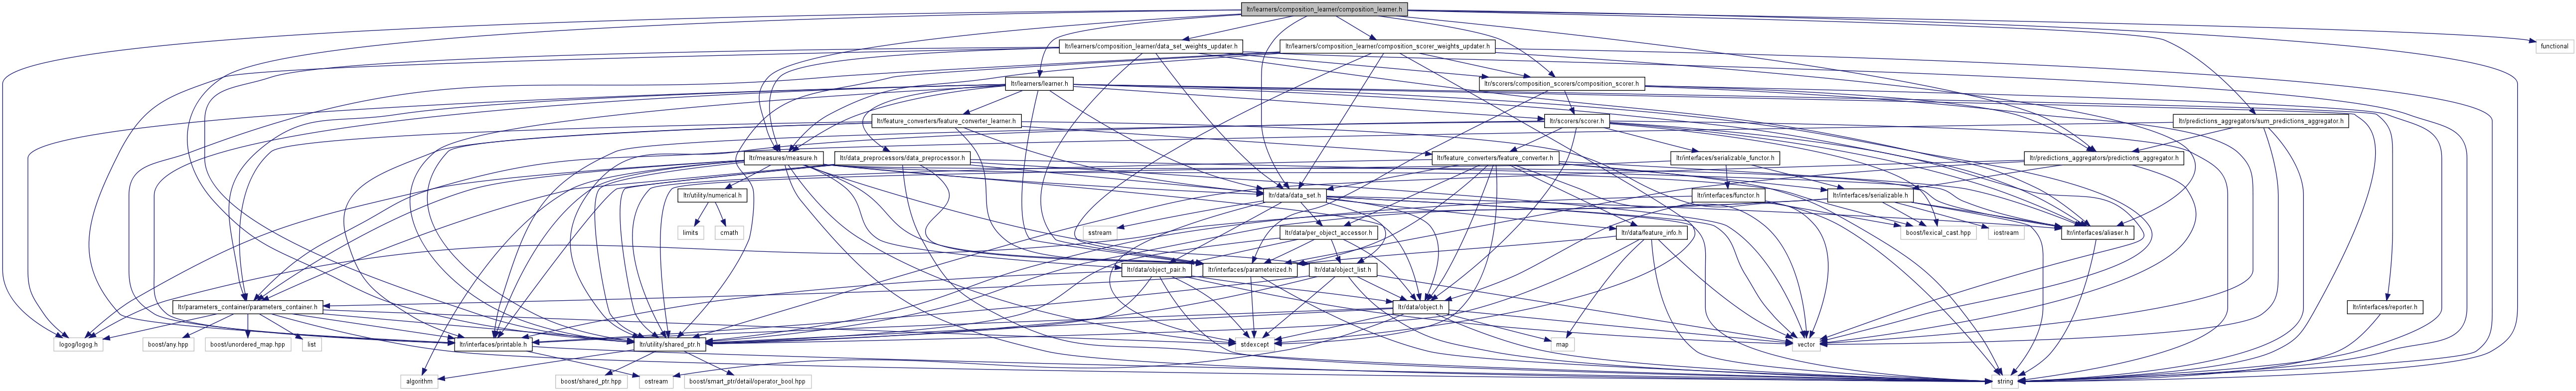 ltr/learners/composition_learner/composition_learner.h
ltr/learners/composition_learner/data_set_weights_updater.h
ltr/learners/composition_learner/composition_scorer_weights_updater.h
functional
ltr/learners/learner.h
ltr/scorers/composition_scorers/composition_scorer.h
ltr/feature_converters/feature_converter_learner.h
ltr/scorers/scorer.h
ltr/predictions_aggregators/sum_predictions_aggregator.h
ltr/measures/measure.h
ltr/data_preprocessors/data_preprocessor.h
ltr/feature_converters/feature_converter.h
ltr/interfaces/serializable_functor.h
ltr/predictions_aggregators/predictions_aggregator.h
ltr/utility/numerical.h
ltr/data/data_set.h
ltr/interfaces/functor.h
ltr/interfaces/serializable.h
limits
cmath
sstream
ltr/data/per_object_accessor.h
ltr/data/feature_info.h
boost/lexical_cast.hpp
iostream
ltr/interfaces/aliaser.h
ltr/data/object_pair.h
ltr/interfaces/parameterized.h
ltr/data/object_list.h
ltr/parameters_container/parameters_container.h
ltr/data/object.h
ltr/interfaces/reporter.h
logog/logog.h
boost/any.hpp
boost/unordered_map.hpp
list
ltr/interfaces/printable.h
ltr/utility/shared_ptr.h
stdexcept
map
vector
algorithm
boost/shared_ptr.hpp
ostream
boost/smart_ptr/detail/operator_bool.hpp
string